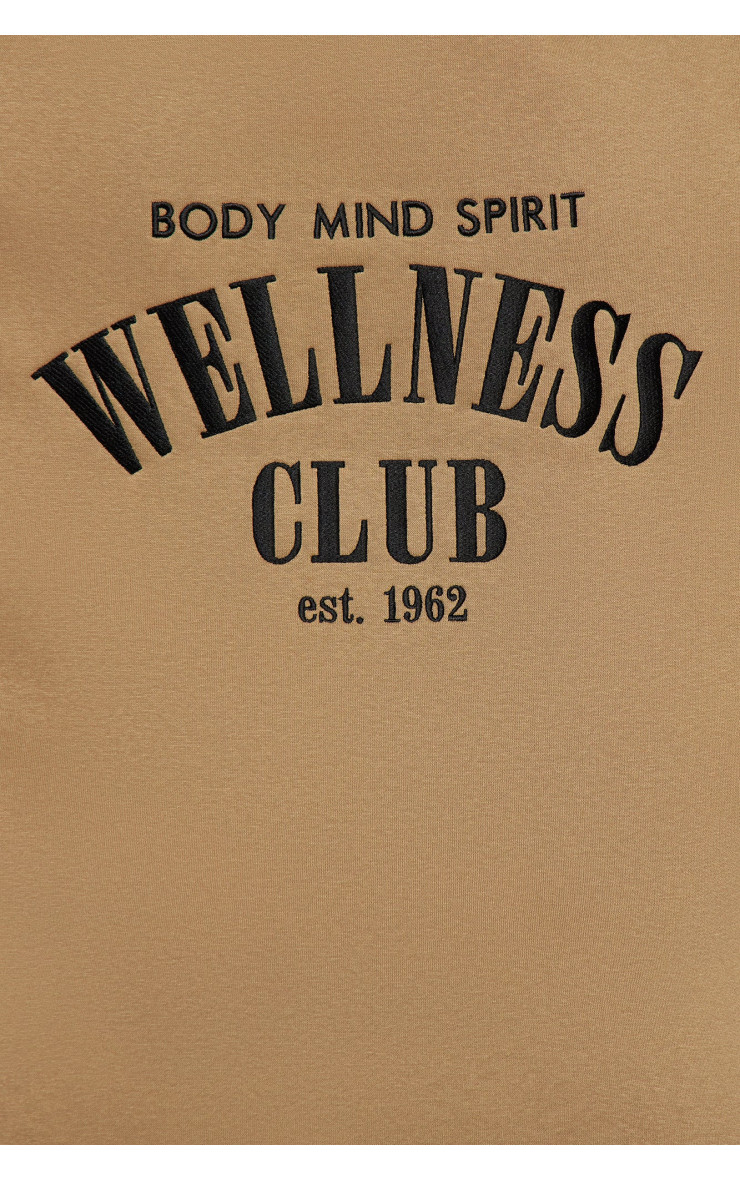 BODY MIND SPIRIT
WELLNESS
CLUB
est. 1962